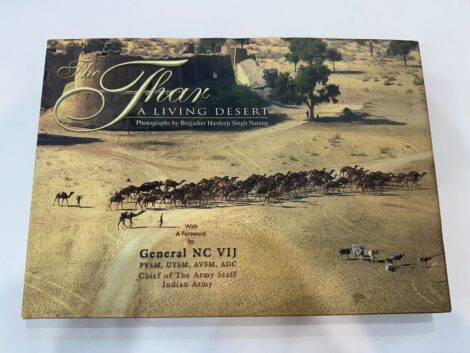 The Thar
A LIVING DESERT
Photographs by Brigadier Hardeep Singh Narang
With
A Foreword
by
General NC VIJ
PVSM, UYSM, AVSM, ADC
Chief of The Army Staff
Indian Army